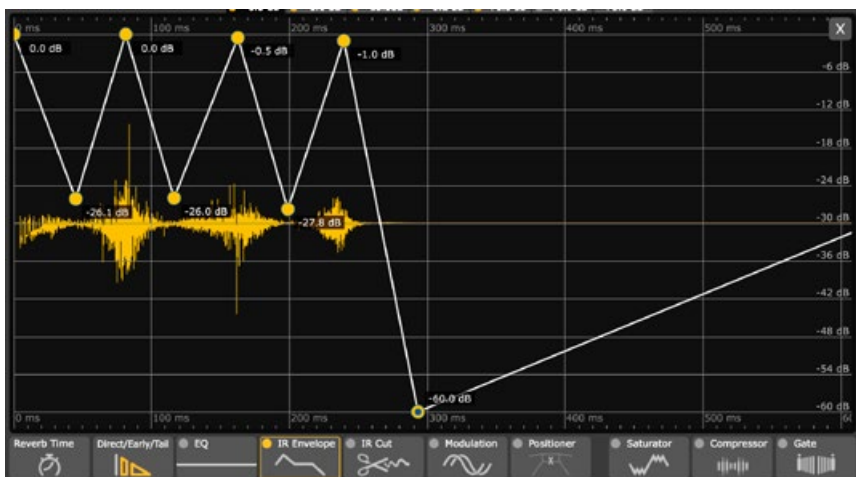 0 ms 100 ms 200 ms 300 ms 400 ms 500 ms X
0.0 dB 0.0 dB -0.5 dB -1.0 dB
-6 dB
-12 dB
-18 dB
-24 dB
-26.1 dB -26.0 dB -27.8 dB -30 dB
-36 dB
-42 dB
-48 dB
-54 dB
-60.0 dB -60 dB
0 ms 100 ms 200 ms 300 ms 400 ms 500 ms
Reverb Time Direct/Early/Tail EQ IR Envelope IR Cut Modulation Positioner Saturator Compressor Gate